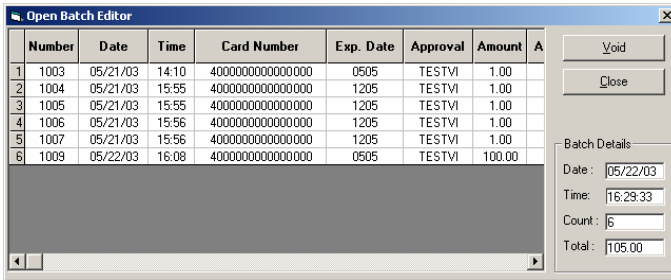 Open Batch Editor
Number Date Time Card Number Exp. Date Approval Amount A
1 1003 05/21/03 14:10 4000000000000000 0505 TESTVI 1.00
2 1004 05/21/03 15:55 4000000000000000 1205 TESTVI 1.00
3 1005 05/21/03 15:55 4000000000000000 1205 TESTVI 1.00
4 1006 05/21/03 15:56 4000000000000000 1205 TESTVI 1.00
5 1007 05/21/03 15:56 4000000000000000 1205 TESTVI 1.00
6 1009 05/22/03 16:08 4000000000000000 0505 TESTVI 100.00
Void
Close
Batch Details
Date : 05/22/03
Time: 16:29:33
Count : 6
Total : 105.00